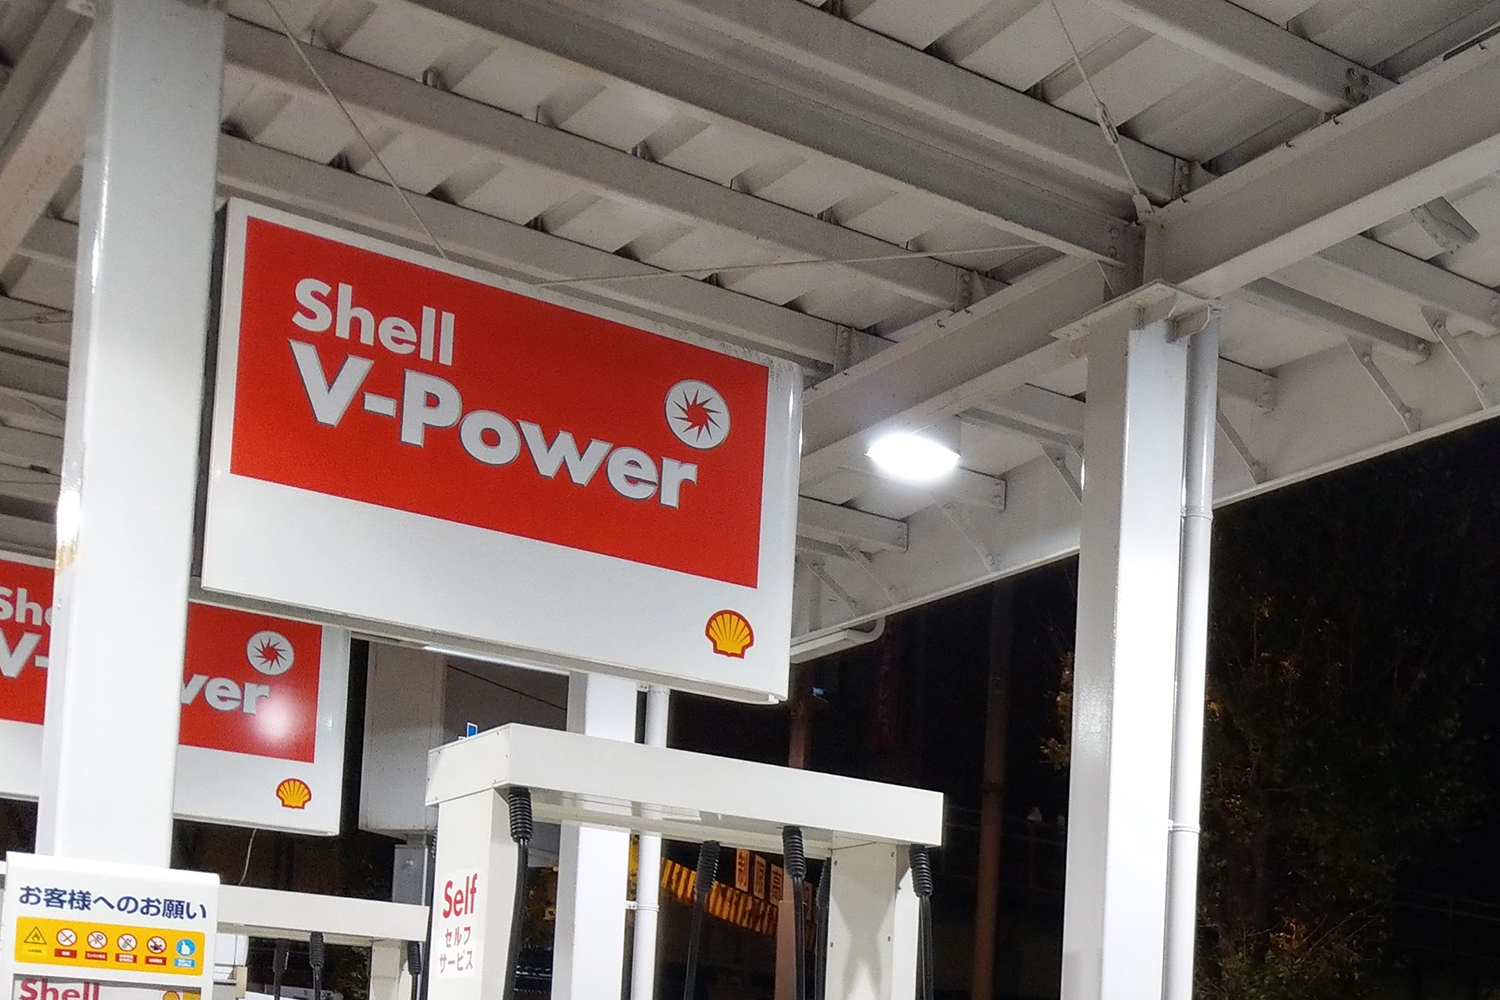 Shell
V-Power
She
V-
wer
お客様へのお願い
Shell
Self
セルフ
サービス